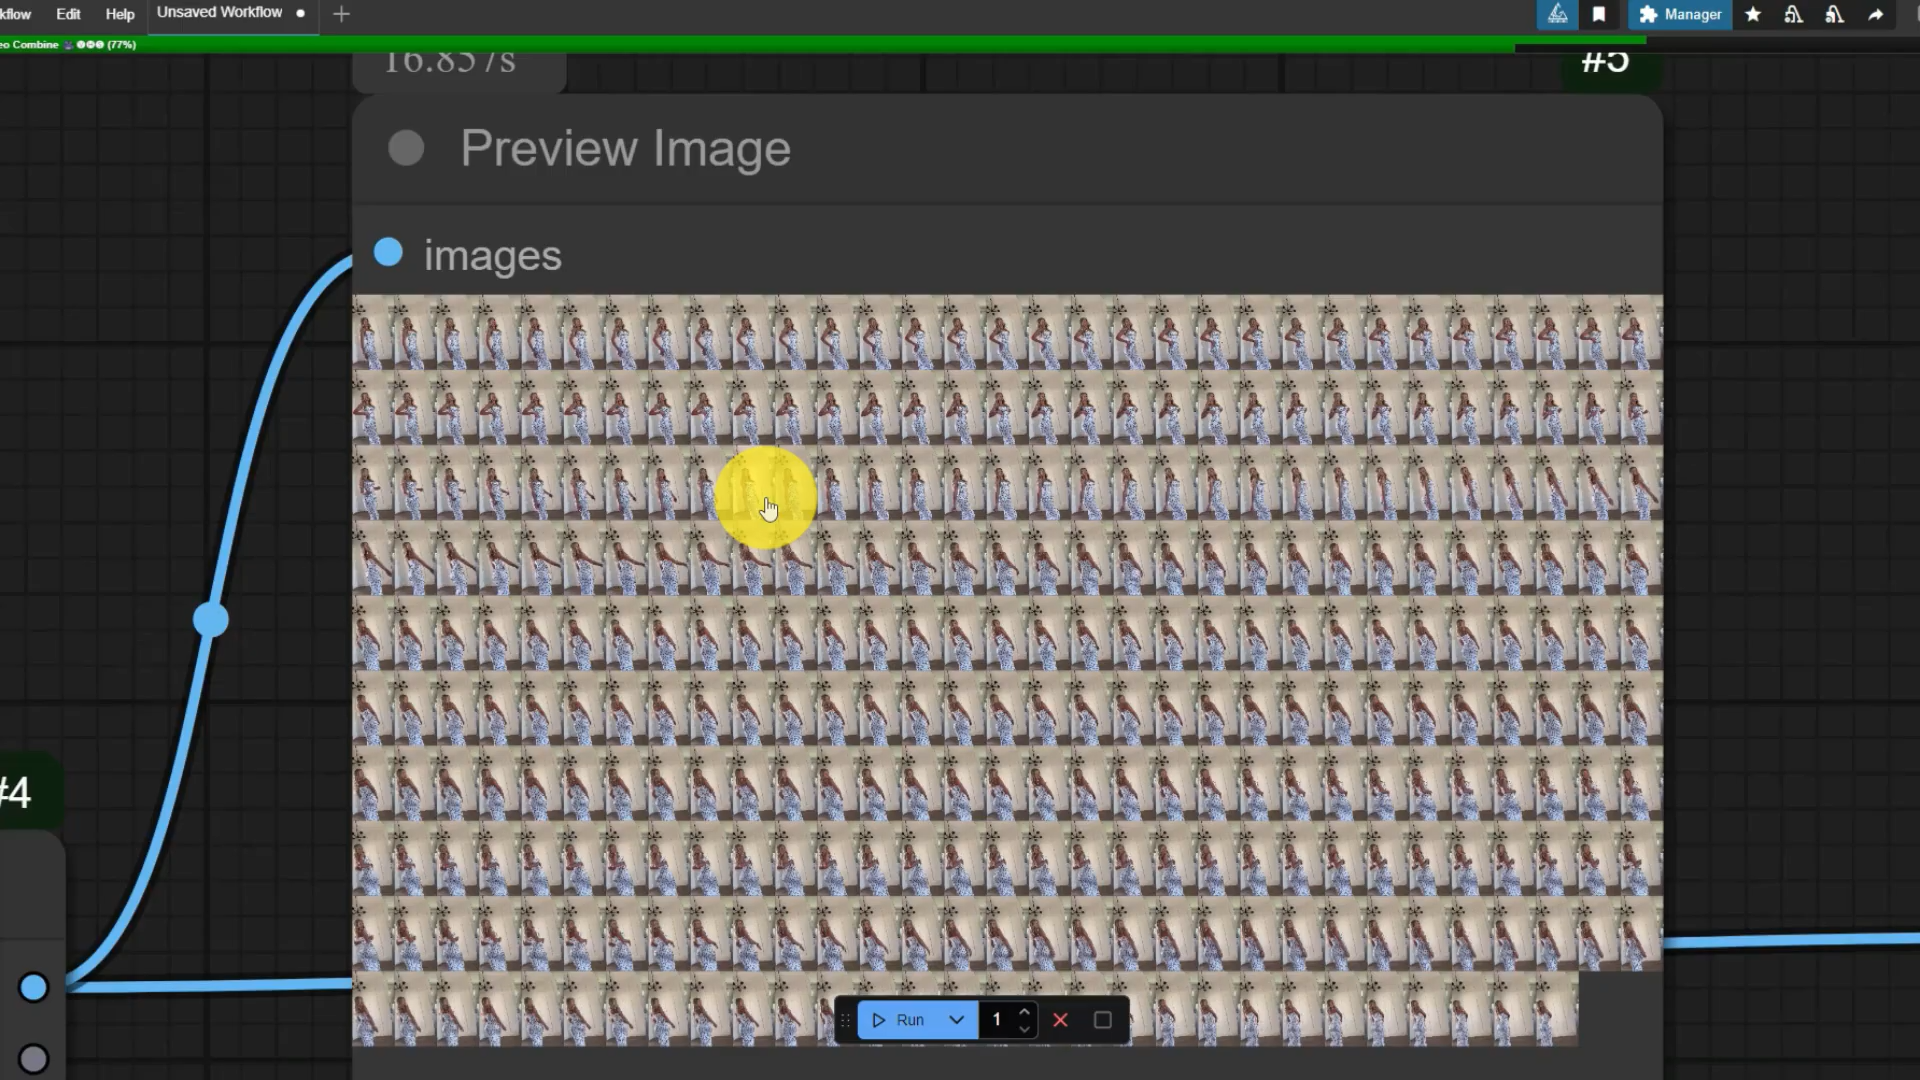 kflow Edit Help Unsaved Workflow
Manager
eo Combine (77%)
16.857s
#5
Preview Image
images
#4
Run 1